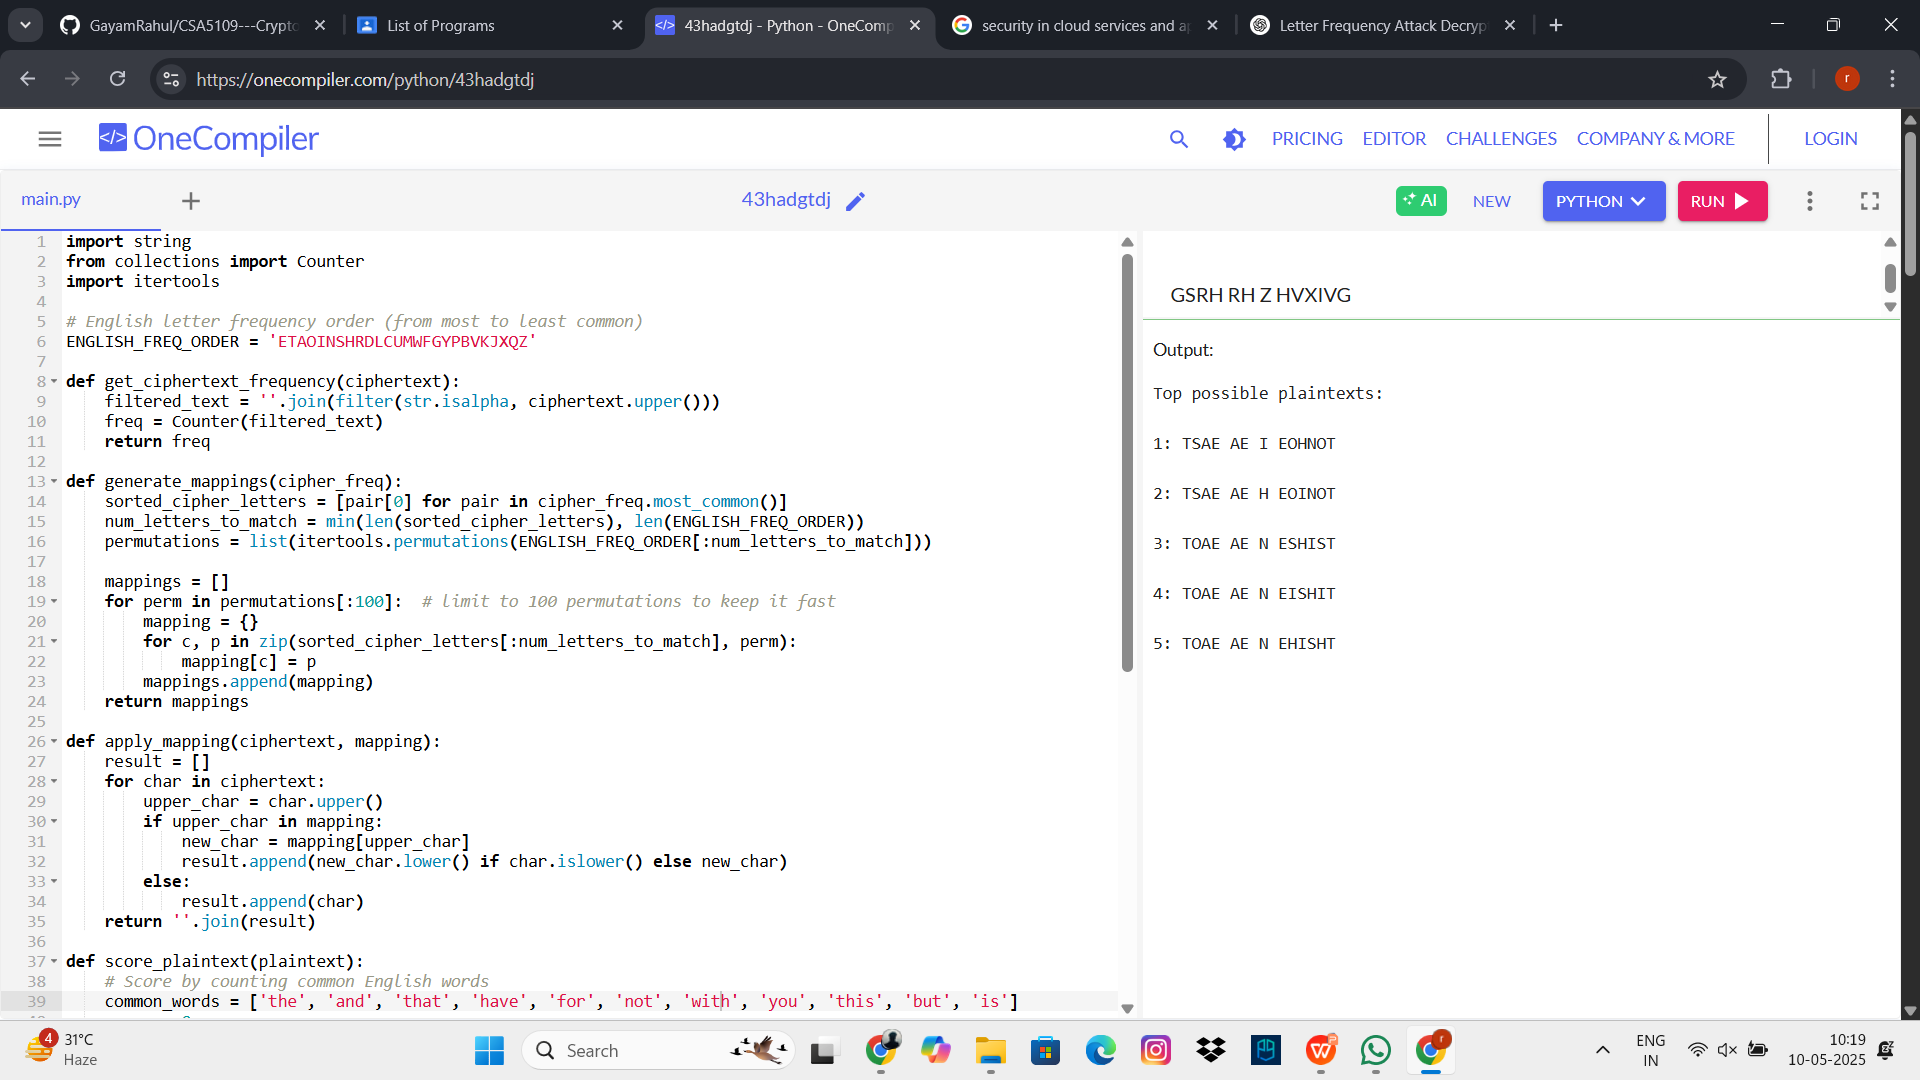 GayamRahul/CSA5109---Crypto
List of Programs
43hadgtdj - Python - OneComp
security in cloud services and ap
Letter Frequency Attack Decryp
https://onecompiler.com/python/43hadgtdj
r
</> OneCompiler
PRICING
EDITOR
CHALLENGES
COMPANY & MORE
LOGIN
main.py
43hadgtdj
AI
NEW
PYTHON
RUN
1 import string
2 from collections import Counter
3 import itertools
4
5 # English letter frequency order (from most to least common)
6 ENGLISH_FREQ_ORDER = 'ETAOINSHRDLCUMWFGYPBVKJXQZ'
7
8 def get_ciphertext_frequency(ciphertext):
9 filtered_text = ''.join(filter(str.isalpha, ciphertext.upper()))
10 freq = Counter(filtered_text)
11 return freq
12
13 def generate_mappings(cipher_freq):
14 sorted_cipher_letters = [pair[0] for pair in cipher_freq.most_common()]
15 num_letters_to_match = min(len(sorted_cipher_letters), len(ENGLISH_FREQ_ORDER))
16 permutations = list(itertools.permutations(ENGLISH_FREQ_ORDER[:num_letters_to_match]))
17
18 mappings = []
19 for perm in permutations[:100]: # limit to 100 permutations to keep it fast
20 mapping = {}
21 for c, p in zip(sorted_cipher_letters[:num_letters_to_match], perm):
22 mapping[c] = p
23 mappings.append(mapping)
24 return mappings
25
26 def apply_mapping(ciphertext, mapping):
27 result = []
28 for char in ciphertext:
29 upper_char = char.upper()
30 if upper_char in mapping:
31 new_char = mapping[upper_char]
32 result.append(new_char.lower() if char.islower() else new_char)
33 else:
34 result.append(char)
35 return ''.join(result)
36
37 def score_plaintext(plaintext):
38 # Score by counting common English words
39 common_words = ['the', 'and', 'that', 'have', 'for', 'not', 'with', 'you', 'this', 'but', 'is']
GSRH RH Z HVXIVG
Output:
Top possible plaintexts:
1: TSAE AE I EOHNOT
2: TSAE AE H EOINOT
3: TOAE AE N ESHIST
4: TOAE AE N EISHIT
5: TOAE AE N EHISHT
4
31°C
Haze
Search
ENG
IN
10:19
10-05-2025